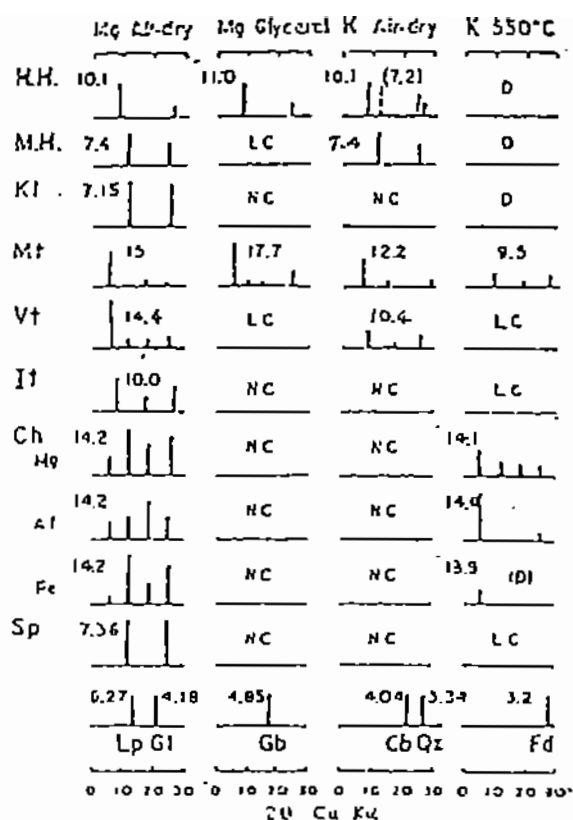 Mg Air-dry Mg Glycerol K Air-dry K 550°C
H.H. 10.1 11.0 10.1 (7.2) D
M.H. 7.4 LC 7.4 D
Kt 7.15 NC NC D
Mt 15 17.7 12.2 9.5
Vt 14.4 LC 10.4 LC
It 10.0 NC NC LC
Ch Mg 14.2 NC NC 14.1
Al 14.2 NC NC 14.0
Fe 14.2 NC NC 13.9 (D)
Sp 7.36 NC NC LC
6.27 4.18 4.85 4.04 3.34 3.2
Lp Gt Gb Cb Qz Fd
0 10 20 30 0 10 20 30 0 10 20 30 0 10 20 30°
2θ Cu Kα